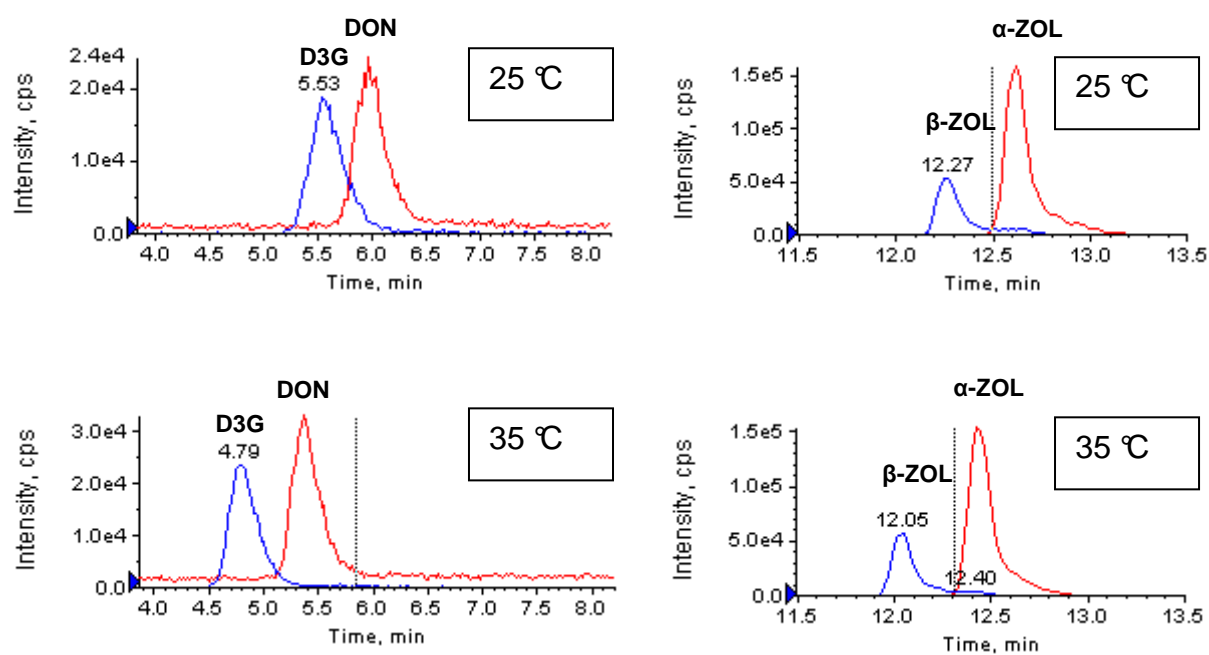 DON
D3G
5.53
25 °C
2.4e4
2.0e4
1.0e4
0.0
Intensity, cps
4.0 4.5 5.0 5.5 6.0 6.5 7.0 7.5 8.0
Time, min
α-ZOL
β-ZOL
12.27
25 °C
1.5e5
1.0e5
5.0e4
0.0
Intensity, cps
11.5 12.0 12.5 13.0 13.5
Time, min
DON
D3G
4.79
35 °C
3.0e4
2.0e4
1.0e4
0.0
Intensity, cps
4.0 4.5 5.0 5.5 6.0 6.5 7.0 7.5 8.0
Time, min
α-ZOL
β-ZOL
12.05
12.40
35 °C
1.5e5
1.0e5
5.0e4
0.0
Intensity, cps
11.5 12.0 12.5 13.0 13.5
Time, min